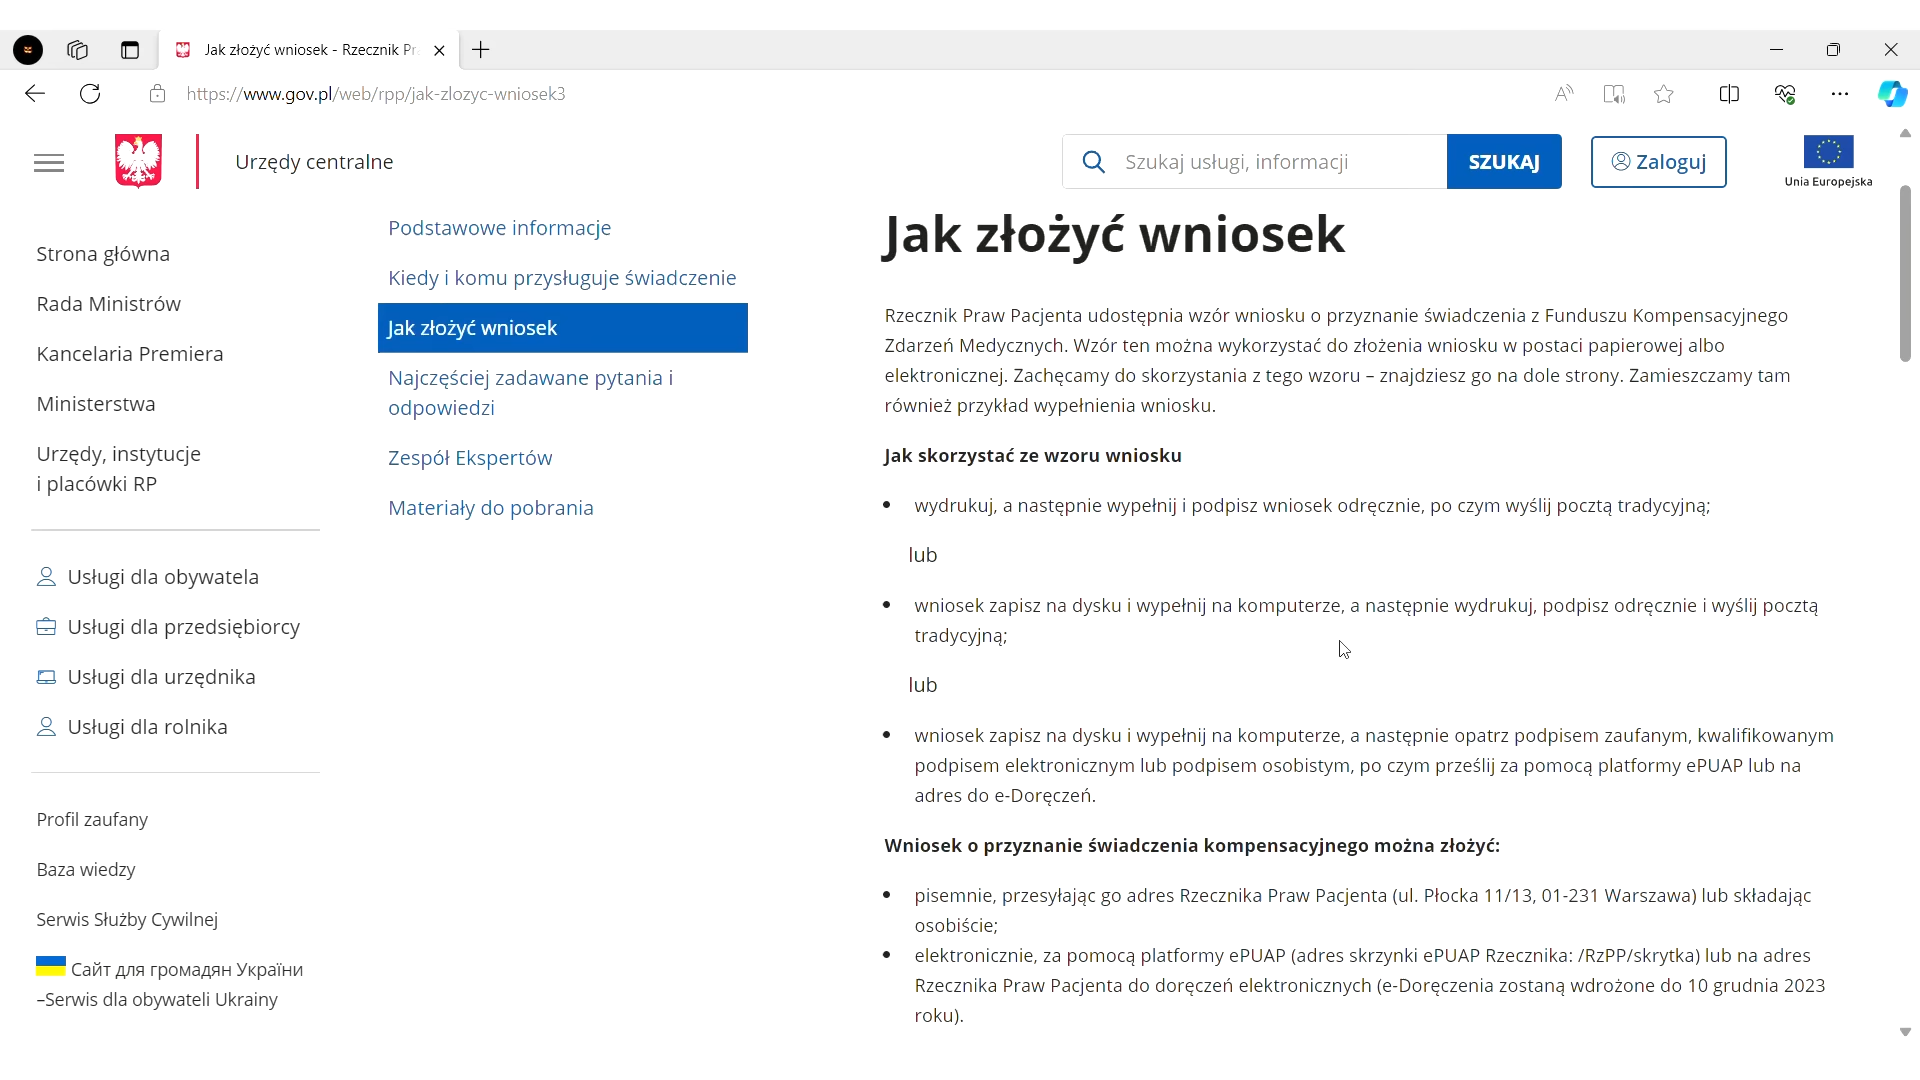 Jak złożyć wniosek - Rzecznik Pr
https://www.gov.pl/web/rpp/jak-zlozyc-wniosek3
Urzędy centralne
Szukaj usługi, informacji
SZUKAJ
Zaloguj
Unia Europejska
Strona główna
Rada Ministrów
Kancelaria Premiera
Ministerstwa
Urzędy, instytucje
i placówki RP
Usługi dla obywatela
Usługi dla przedsiębiorcy
Usługi dla urzędnika
Usługi dla rolnika
Profil zaufany
Baza wiedzy
Serwis Służby Cywilnej
Сайт для громадян України
–Serwis dla obywateli Ukrainy
Podstawowe informacje
Kiedy i komu przysługuje świadczenie
Jak złożyć wniosek
Najczęściej zadawane pytania i
odpowiedzi
Zespół Ekspertów
Materiały do pobrania
Jak złożyć wniosek
Rzecznik Praw Pacjenta udostępnia wzór wniosku o przyznanie świadczenia z Funduszu Kompensacyjnego
Zdarzeń Medycznych. Wzór ten można wykorzystać do złożenia wniosku w postaci papierowej albo
elektronicznej. Zachęcamy do skorzystania z tego wzoru – znajdziesz go na dole strony. Zamieszczamy tam
również przykład wypełnienia wniosku.
Jak skorzystać ze wzoru wniosku
• wydrukuj, a następnie wypełnij i podpisz wniosek odręcznie, po czym wyślij pocztą tradycyjną;
lub
• wniosek zapisz na dysku i wypełnij na komputerze, a następnie wydrukuj, podpisz odręcznie i wyślij pocztą
tradycyjną;
lub
• wniosek zapisz na dysku i wypełnij na komputerze, a następnie opatrz podpisem zaufanym, kwalifikowanym
podpisem elektronicznym lub podpisem osobistym, po czym prześlij za pomocą platformy ePUAP lub na
adres do e-Doręczeń.
Wniosek o przyznanie świadczenia kompensacyjnego można złożyć:
• pisemnie, przesyłając go adres Rzecznika Praw Pacjenta (ul. Płocka 11/13, 01-231 Warszawa) lub składając
osobiście;
• elektronicznie, za pomocą platformy ePUAP (adres skrzynki ePUAP Rzecznika: /RzPP/skrytka) lub na adres
Rzecznika Praw Pacjenta do doręczeń elektronicznych (e-Doręczenia zostaną wdrożone do 10 grudnia 2023
roku).